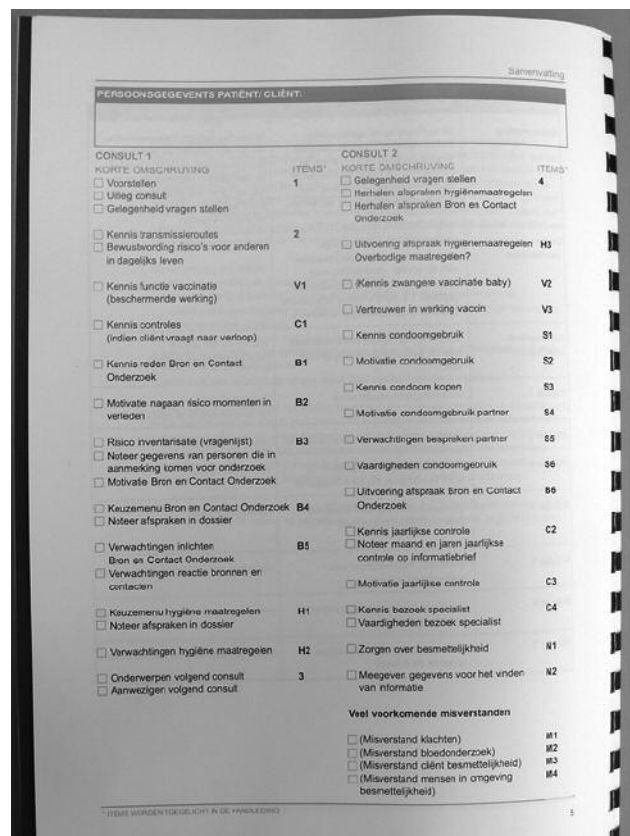 Samenvatting
PERSOONSGEGEVENTS PATIËNT/ CLIËNT:
CONSULT 1
KORTE OMSCHRIJVING ITEMS*
Voorstellen 1
Uitleg consult
Gelegenheid vragen stellen
Kennis transmissieroutes 2
Bewustwording risico's voor anderen
in dagelijks leven
Kennis functie vaccinatie V1
(beschermende werking)
Kennis controles C1
(indien cliënt vraagt naar verloop)
Kennis reden Bron en Contact B1
Onderzoek
Motivatie nagaan risico momenten in B2
verleden
Risico inventarisatie (vragenlijst) B3
Noteer gegevens van personen die in
aanmerking komen voor onderzoek
Motivatie Bron en Contact Onderzoek
Keuzemenu Bron en Contact Onderzoek B4
Noteer afspraken in dossier
Verwachtingen inlichten B5
Bron en Contact Onderzoek
Verwachtingen reactie bronnen en
contacten
Keuzemenu hygiëne maatregelen H1
Noteer afspraken in dossier
Verwachtingen hygiëne maatregelen H2
Onderwerpen volgend consult 3
Aanwezigen volgend consult
CONSULT 2
KORTE OMSCHRIJVING ITEMS*
Gelegenheid vragen stellen 4
Herhalen afspraken hygiënemaatregelen
Herhalen afspraken Bron en Contact
Onderzoek
Uitvoering afspraak hygiënemaatregelen H3
Overbodige maatregelen?
(Kennis zwangere vaccinatie baby) V2
Vertrouwen in werking vaccin V3
Kennis condoomgebruik S1
Motivatie condoomgebruik S2
Kennis condoom kopen S3
Motivatie condoomgebruik partner S4
Verwachtingen bespreken partner S5
Vaardigheden condoomgebruik S6
Uitvoering afspraak Bron en Contact B6
Onderzoek
Kennis jaarlijkse controle C2
Noteer maand en jaren jaarlijkse
controle op informatiebrief
Motivatie jaarlijkse controle C3
Kennis bezoek specialist C4
Vaardigheden bezoek specialist
Zorgen over besmettelijkheid N1
Meegeven gegevens voor het vinden N2
van informatie
Veel voorkomende misverstanden
(Misverstand klachten) M1
(Misverstand bloedonderzoek) M2
(Misverstand cliënt besmettelijkheid) M3
(Misverstand mensen in omgeving M4
besmettelijkheid)
* ITEMS WORDEN TOEGELICHT IN DE HANDLEIDING
5